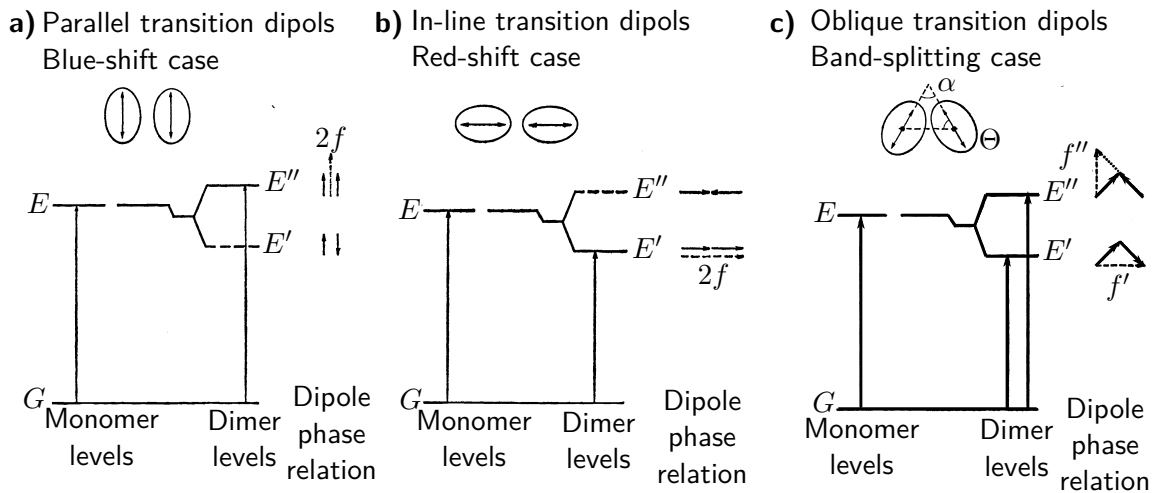 a) Parallel transition dipols
Blue-shift case
2f
E
E''
E'
G
Monomer
levels
Dimer
levels
Dipole
phase
relation
b) In-line transition dipols
Red-shift case
E
E''
E'
2f
G
Monomer
levels
Dimer
levels
Dipole
phase
relation
c) Oblique transition dipols
Band-splitting case
α
Θ
f''
E
E''
E'
f'
G
Monomer
levels
Dimer
levels
Dipole
phase
relation